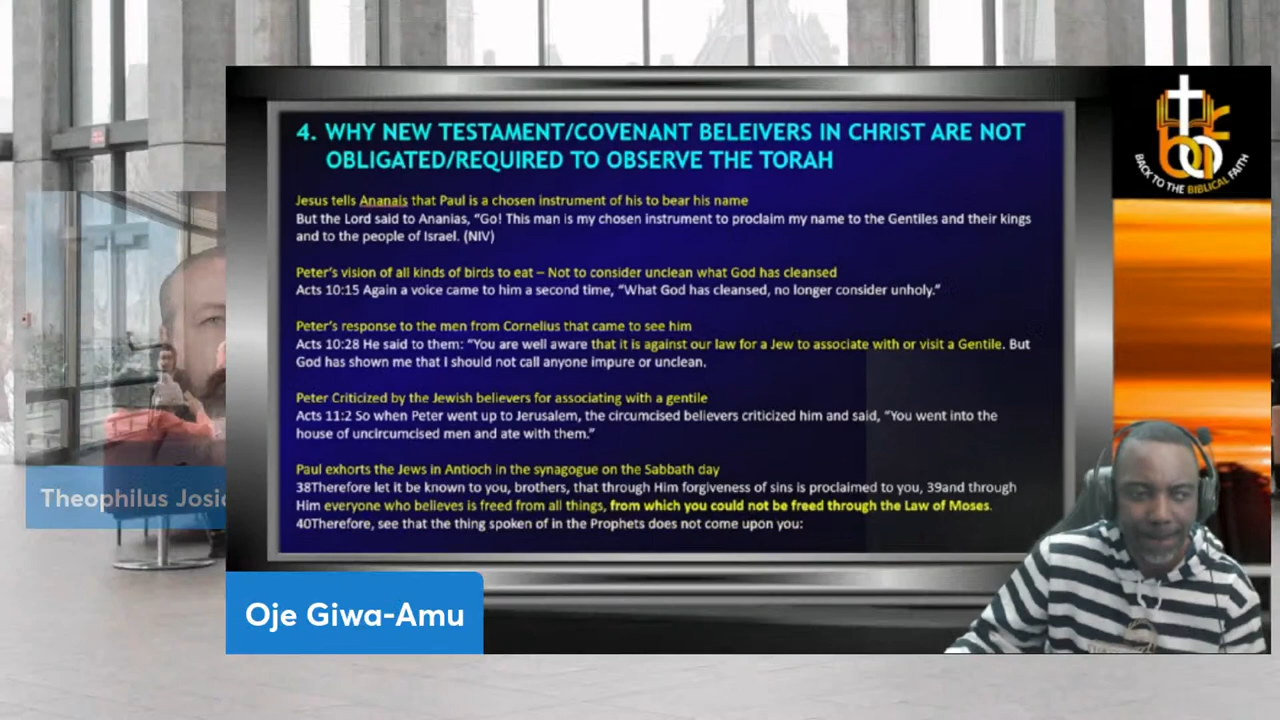 4. WHY NEW TESTAMENT/COVENANT BELEIVERS IN CHRIST ARE NOT
OBLIGATED/REQUIRED TO OBSERVE THE TORAH
Jesus tells Ananais that Paul is a chosen instrument of his to bear his name
But the Lord said to Ananias, “Go! This man is my chosen instrument to proclaim my name to the Gentiles and their kings
and to the people of Israel. (NIV)
Peter’s vision of all kinds of birds to eat – Not to consider unclean what God has cleansed
Acts 10:15 Again a voice came to him a second time, “What God has cleansed, no longer consider unholy.”
Peter’s response to the men from Cornelius that came to see him
Acts 10:28 He said to them: “You are well aware that it is against our law for a Jew to associate with or visit a Gentile. But
God has shown me that I should not call anyone impure or unclean.
Peter Criticized by the Jewish believers for associating with a gentile
Acts 11:2 So when Peter went up to Jerusalem, the circumcised believers criticized him and said, “You went into the
house of uncircumcised men and ate with them.”
Paul exhorts the Jews in Antioch in the synagogue on the Sabbath day
38Therefore let it be known to you, brothers, that through Him forgiveness of sins is proclaimed to you, 39and through
Him everyone who believes is freed from all things, from which you could not be freed through the Law of Moses.
40Therefore, see that the thing spoken of in the Prophets does not come upon you:
BACK TO THE BIBLICAL FAITH
Theophilus Josi
Oje Giwa-Amu